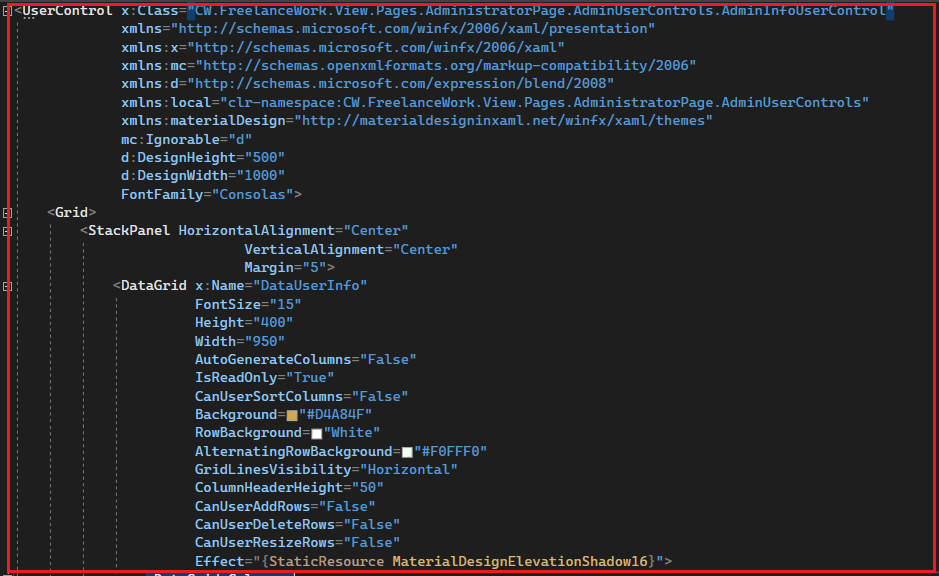 <UserControl x:Class="CW.FreelanceWork.View.Pages.AdministratorPage.AdminUserControls.AdminInfoUserControl"
xmlns="http://schemas.microsoft.com/winfx/2006/xaml/presentation"
xmlns:x="http://schemas.microsoft.com/winfx/2006/xaml"
xmlns:mc="http://schemas.openxmlformats.org/markup-compatibility/2006"
xmlns:d="http://schemas.microsoft.com/expression/blend/2008"
xmlns:local="clr-namespace:CW.FreelanceWork.View.Pages.AdministratorPage.AdminUserControls"
xmlns:materialDesign="http://materialdesigninxaml.net/winfx/xaml/themes"
mc:Ignorable="d"
d:DesignHeight="500"
d:DesignWidth="1000"
FontFamily="Consolas">
<Grid>
<StackPanel HorizontalAlignment="Center"
VerticalAlignment="Center"
Margin="5">
<DataGrid x:Name="DataUserInfo"
FontSize="15"
Height="400"
Width="950"
AutoGenerateColumns="False"
IsReadOnly="True"
CanUserSortColumns="False"
Background="#D4A84F"
RowBackground="White"
AlternatingRowBackground="#F0FFF0"
GridLinesVisibility="Horizontal"
ColumnHeaderHeight="50"
CanUserAddRows="False"
CanUserDeleteRows="False"
CanUserResizeRows="False"
Effect="{StaticResource MaterialDesignElevationShadow16}">